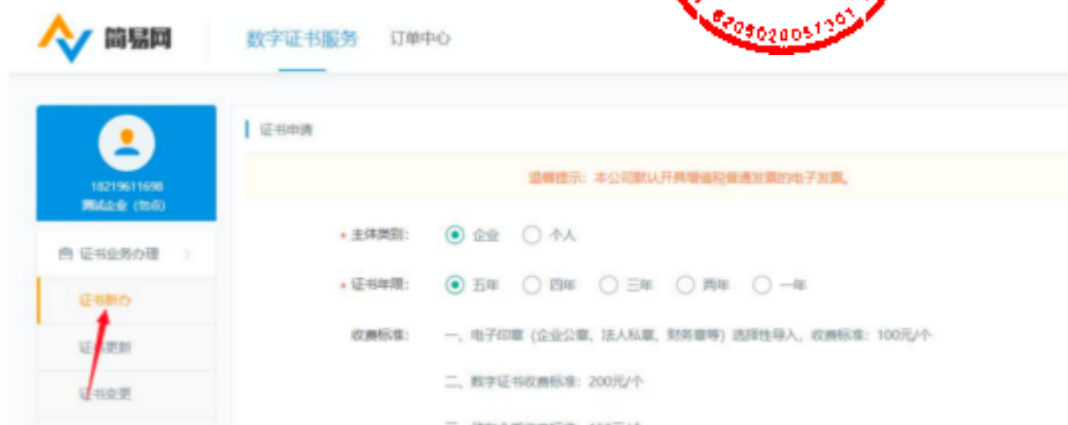 简易网
数字证书服务 订单中心
6205020057301
证书申请
18219611698
测试企业（勿点）
温馨提示：本公司默认开具增值税普通发票的电子发票。
* 主体类别： 企业 个人
证书业务办理 >
* 证书年限： 五年 四年 三年 两年 一年
证书新办
收费标准： 一、电子印章（企业公章、法人私章、财务章等）选择性导入，收费标准：100元/个
证书更新
二、数字证书收费标准：200元/个
证书变更